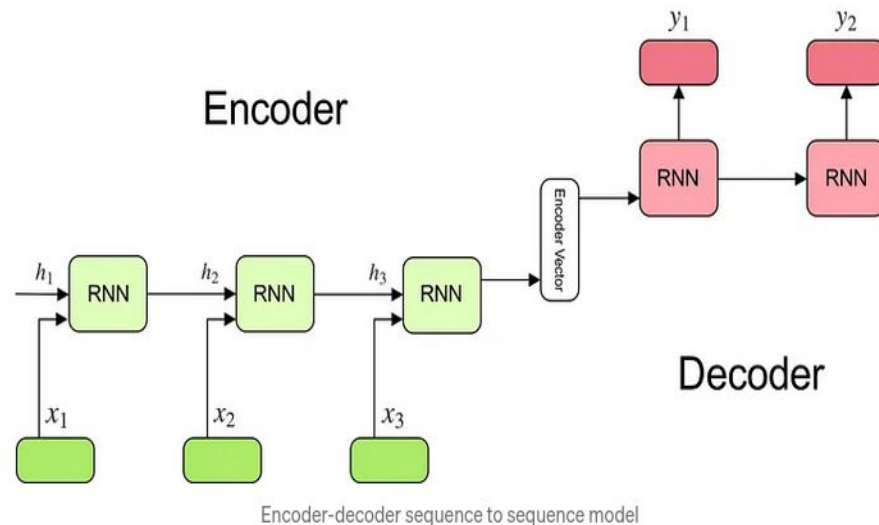 y₁ y₂
Encoder
RNN RNN
Encoder Vector
h₁ RNN h₂ RNN h₃ RNN
Decoder
x₁ x₂ x₃
Encoder-decoder sequence to sequence model